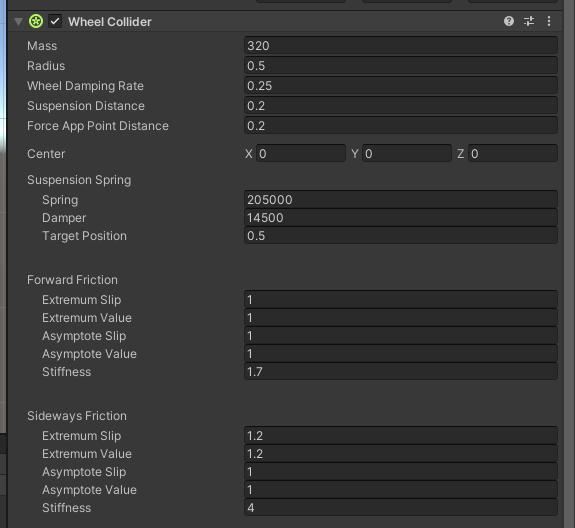 Wheel Collider
Mass 320
Radius 0.5
Wheel Damping Rate 0.25
Suspension Distance 0.2
Force App Point Distance 0.2
Center X 0 Y 0 Z 0
Suspension Spring
Spring 205000
Damper 14500
Target Position 0.5
Forward Friction
Extremum Slip 1
Extremum Value 1
Asymptote Slip 1
Asymptote Value 1
Stiffness 1.7
Sideways Friction
Extremum Slip 1.2
Extremum Value 1.2
Asymptote Slip 1
Asymptote Value 1
Stiffness 4